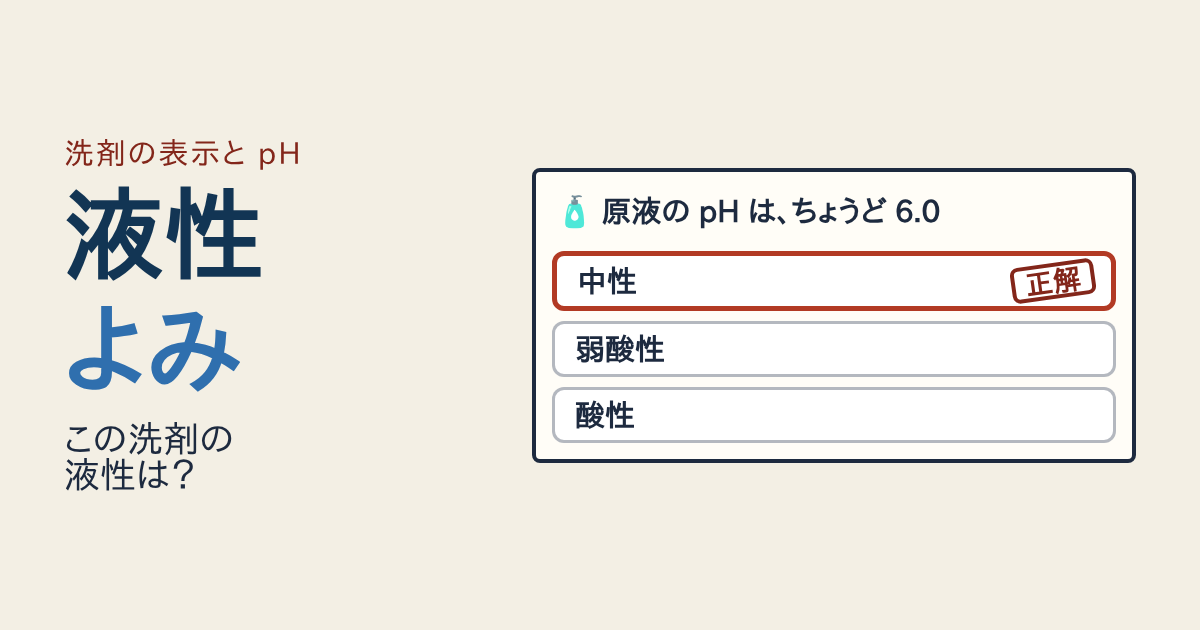 洗剤の表示と pH
液性
よみ
この洗剤の
液性は？
原液の pH は、ちょうど 6.0
中性
正解
弱酸性
酸性